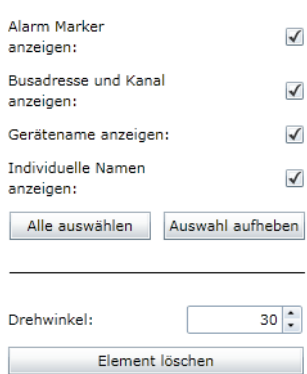 Alarm Marker
anzeigen:
Busadresse und Kanal
anzeigen:
Gerätename anzeigen:
Individuelle Namen
anzeigen:
Alle auswählen Auswahl aufheben
Drehwinkel: 30
Element löschen